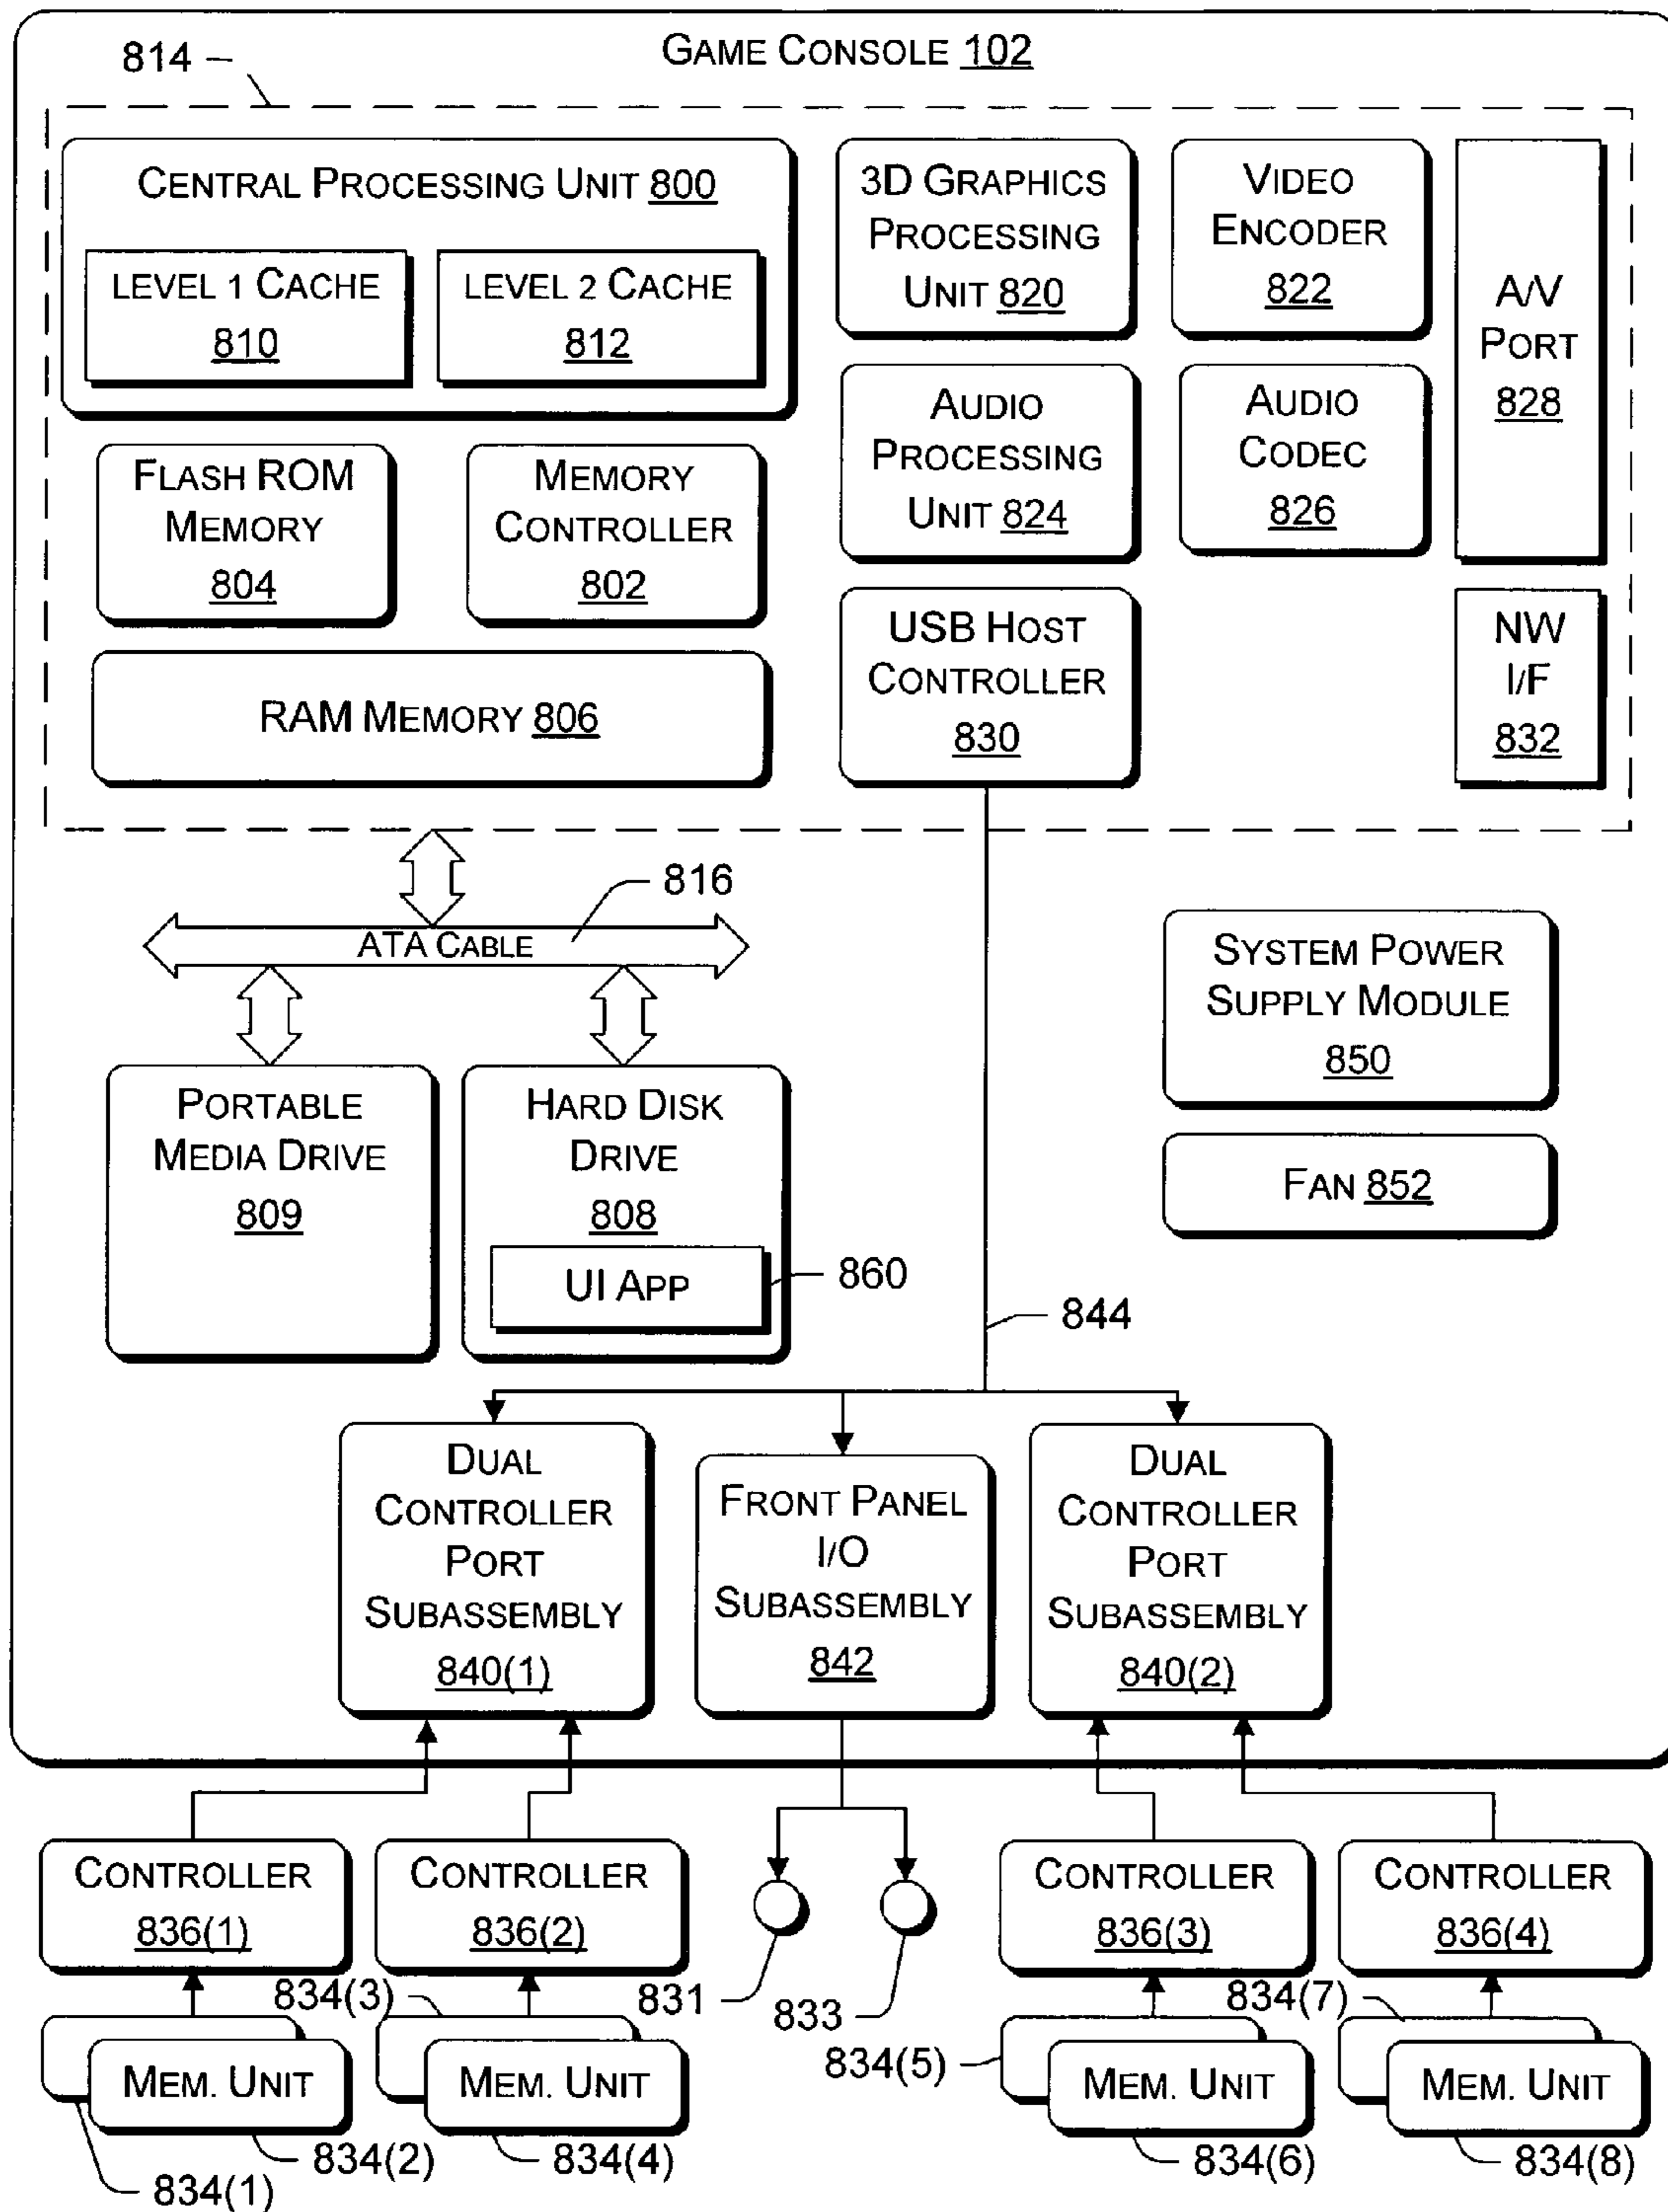 GAME CONSOLE 102
814
CENTRAL PROCESSING UNIT 800
LEVEL 1 CACHE
810
LEVEL 2 CACHE
812
3D GRAPHICS
PROCESSING
UNIT 820
VIDEO
ENCODER
822
A/V
PORT
828
FLASH ROM
MEMORY
804
MEMORY
CONTROLLER
802
AUDIO
PROCESSING
UNIT 824
AUDIO
CODEC
826
RAM MEMORY 806
USB HOST
CONTROLLER
830
NW
I/F
832
816
ATA CABLE
SYSTEM POWER
SUPPLY MODULE
850
PORTABLE
MEDIA DRIVE
809
HARD DISK
DRIVE
808
UI APP
860
FAN 852
844
DUAL
CONTROLLER
PORT
SUBASSEMBLY
840(1)
FRONT PANEL
I/O
SUBASSEMBLY
842
DUAL
CONTROLLER
PORT
SUBASSEMBLY
840(2)
CONTROLLER
836(1)
CONTROLLER
836(2)
831
833
CONTROLLER
836(3)
CONTROLLER
836(4)
834(3)
834(7)
834(5)
MEM. UNIT
MEM. UNIT
MEM. UNIT
MEM. UNIT
834(1)
834(2)
834(4)
834(6)
834(8)